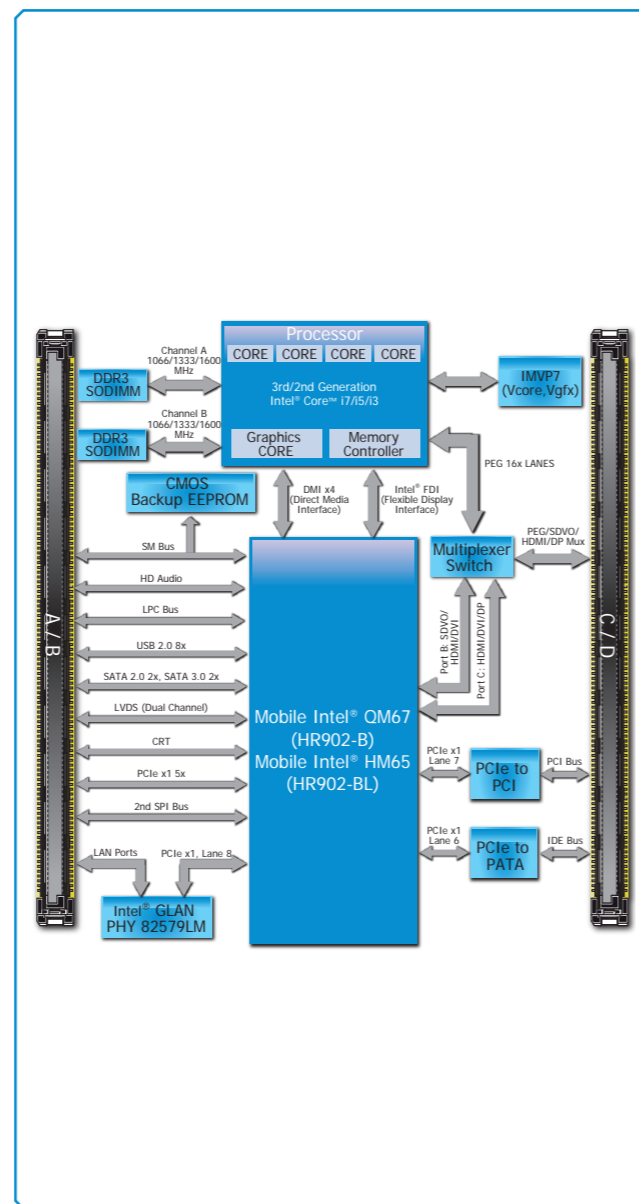 Processor
CORE CORE CORE CORE
3rd/2nd Generation
Intel® Core™ i7/i5/i3
Graphics
CORE
Memory
Controller
Channel A
1066/1333/1600
MHz
DDR3
SODIMM
Channel B
1066/1333/1600
MHz
DDR3
SODIMM
IMVP7
(Vcore,Vgfx)
CMOS
Backup EEPROM
DMI x4
(Direct Media
Interface)
Intel® FDI
(Flexible Display
Interface)
PEG 16x LANES
Multiplexer
Switch
PEG/SDVO/
HDMI/DP Mux
A / B
C / D
SM Bus
HD Audio
LPC Bus
USB 2.0 8x
SATA 2.0 2x, SATA 3.0 2x
LVDS (Dual Channel)
CRT
PCIe x1 5x
2nd SPI Bus
LAN Ports
PCIe x1, Lane 8
Intel® GLAN
PHY 82579LM
Mobile Intel® QM67
(HR902-B)
Mobile Intel® HM65
(HR902-BL)
Port B: SDVO/
HDMI/DVI
Port C: HDMI/DVI/DP
PCIe x1
Lane 7
PCIe to
PCI
PCI Bus
PCIe x1
Lane 6
PCIe to
PATA
IDE Bus